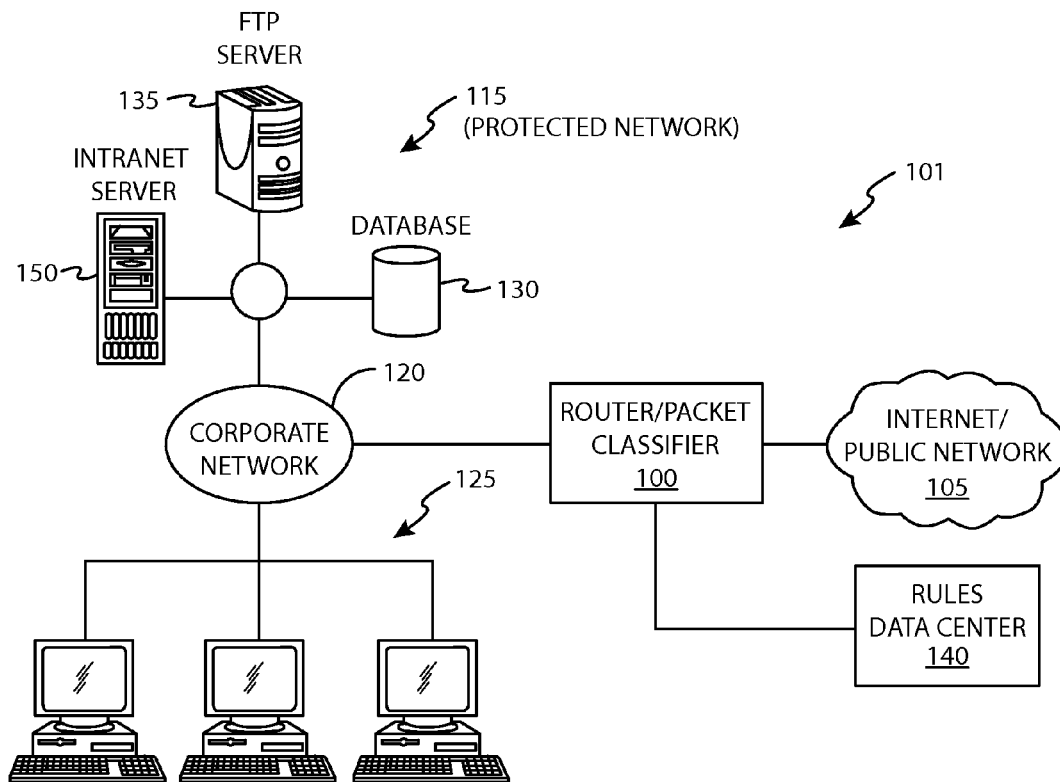 FTP
SERVER
135
115
(PROTECTED NETWORK)
INTRANET
SERVER
101
DATABASE
150
130
120
CORPORATE
NETWORK
ROUTER/PACKET
CLASSIFIER
100
INTERNET/
PUBLIC NETWORK
105
125
RULES
DATA CENTER
140